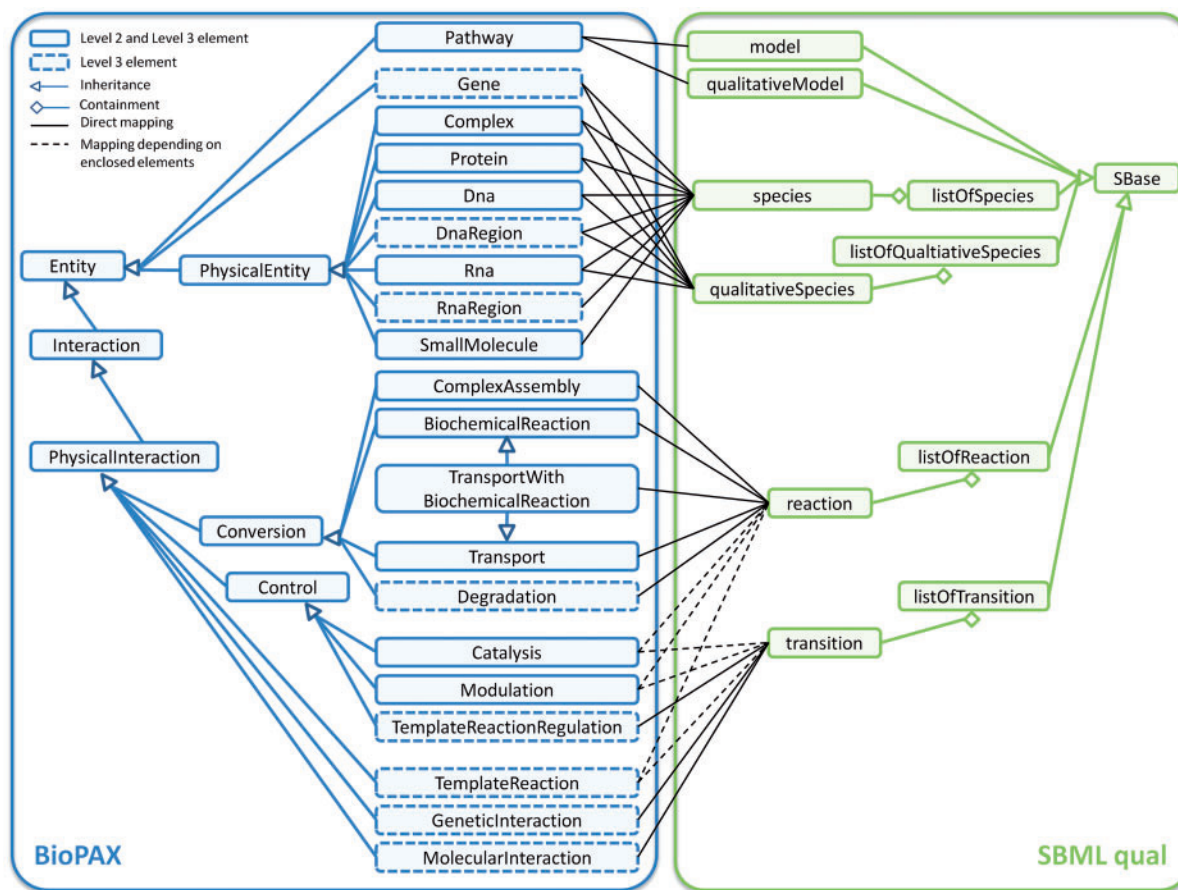 Level 2 and Level 3 element
Level 3 element
Inheritance
Containment
Direct mapping
Mapping depending on
enclosed elements
Pathway
Gene
Complex
Protein
Dna
DnaRegion
Rna
RnaRegion
SmallMolecule
Entity
PhysicalEntity
Interaction
PhysicalInteraction
ComplexAssembly
BiochemicalReaction
TransportWith
BiochemicalReaction
Conversion
Transport
Control
Degradation
Catalysis
Modulation
TemplateReactionRegulation
TemplateReaction
GeneticInteraction
MolecularInteraction
BioPAX
model
qualitativeModel
SBase
species
listOfSpecies
listOfQualtiativeSpecies
qualitativeSpecies
listOfReaction
reaction
listOfTransition
transition
SBML qual